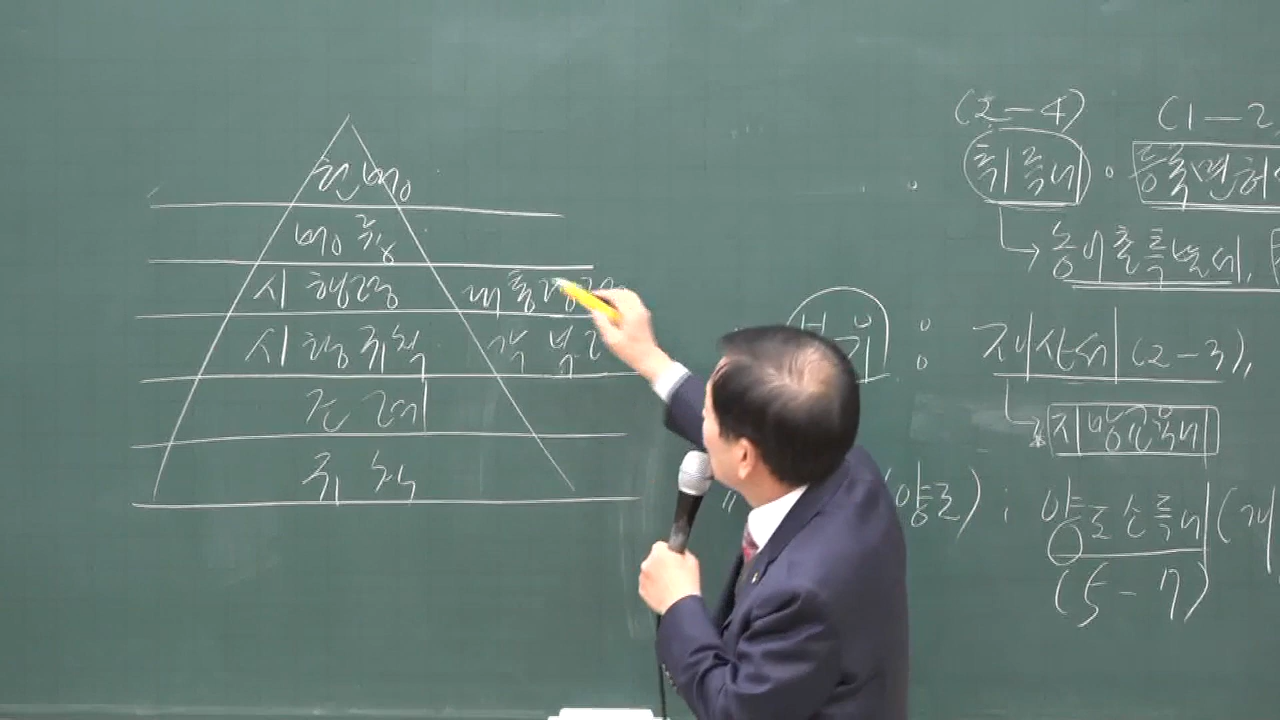 헌법
법률
시행령 대통령령
시행규칙 각 부
조례
규칙
(2-4) (1-2
취득세 · 등록면허
농어촌특별세,
보유 : 재산세(2-3),
지방교육세
〃 (양도) ; 양도소득세(
(5-7)